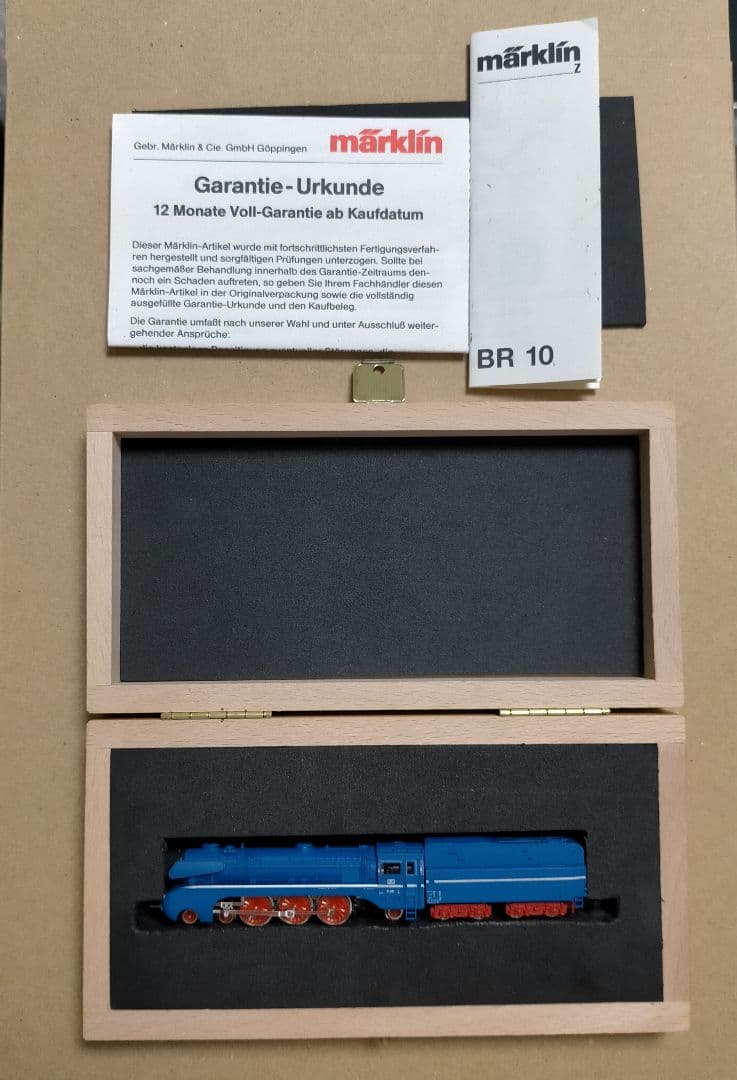 märklin
Z
BR 10
Gebr. Märklin & Cie. GmbH Göppingen
märklin
Garantie-Urkunde
12 Monate Voll-Garantie ab Kaufdatum
Dieser Märklin-Artikel wurde mit fortschrittlichsten Fertigungsverfah-
ren hergestellt und sorgfältigen Prüfungen unterzogen. Sollte bei
sachgemäßer Behandlung innerhalb des Garantie-Zeitraums den-
noch ein Schaden auftreten, so geben Sie Ihrem Fachhändler diesen
Märklin-Artikel in der Originalverpackung sowie die vollständig
ausgefüllte Garantie-Urkunde und den Kaufbeleg.
Die Garantie umfaßt nach unserer Wahl und unter Ausschluß weiter-
gehender Ansprüche: